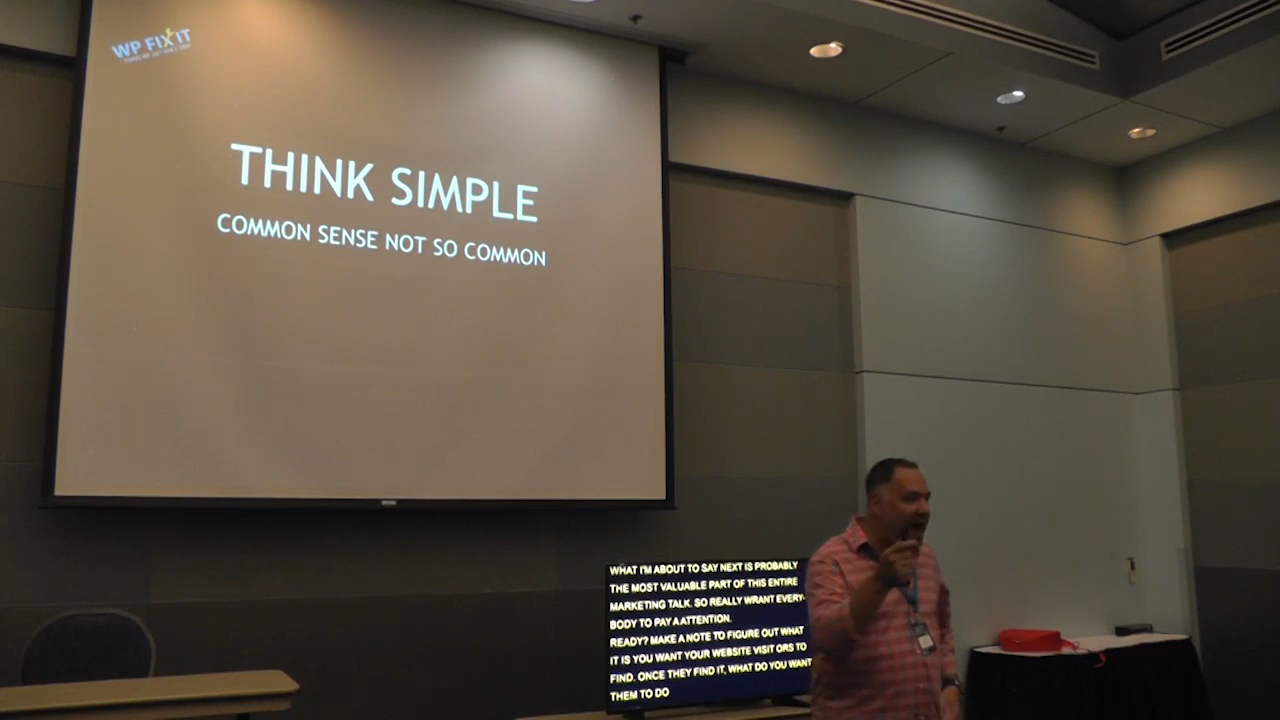 WP FIXIT
THINK SIMPLE
COMMON SENSE NOT SO COMMON
WHAT I'M ABOUT TO SAY NEXT IS PROBABLY
THE MOST VALUABLE PART OF THIS ENTIRE
MARKETING TALK. SO REALLY WRANT EVERY-
BODY TO PAY A ATTENTION.
READY? MAKE A NOTE TO FIGURE OUT WHAT
IT IS YOU WANT YOUR WEBSITE VISIT ORS TO
FIND. ONCE THEY FIND IT, WHAT DO YOU WANT
THEM TO DO